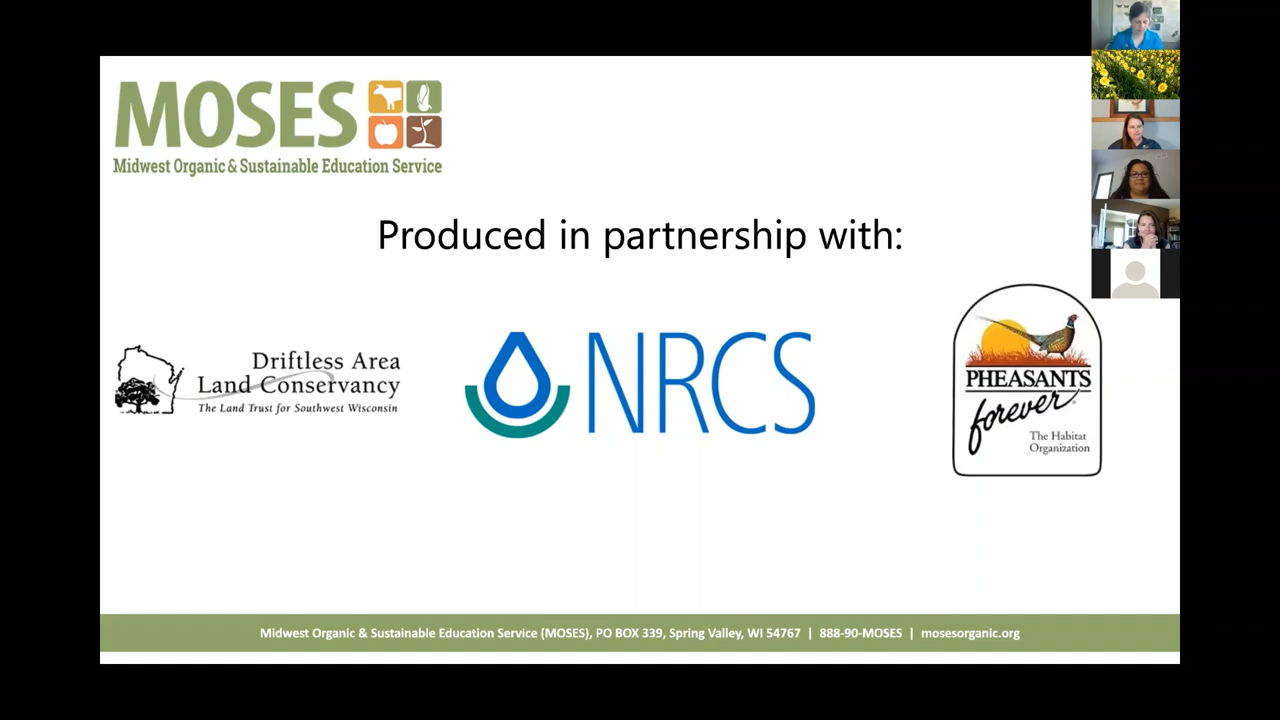 MOSES
Midwest Organic & Sustainable Education Service
Produced in partnership with:
Driftless Area
Land Conservancy
The Land Trust for Southwest Wisconsin
NRCS
PHEASANTS
forever®
The Habitat
Organization
Midwest Organic & Sustainable Education Service (MOSES), PO BOX 339, Spring Valley, WI 54767 | 888-90-MOSES | mosesorganic.org